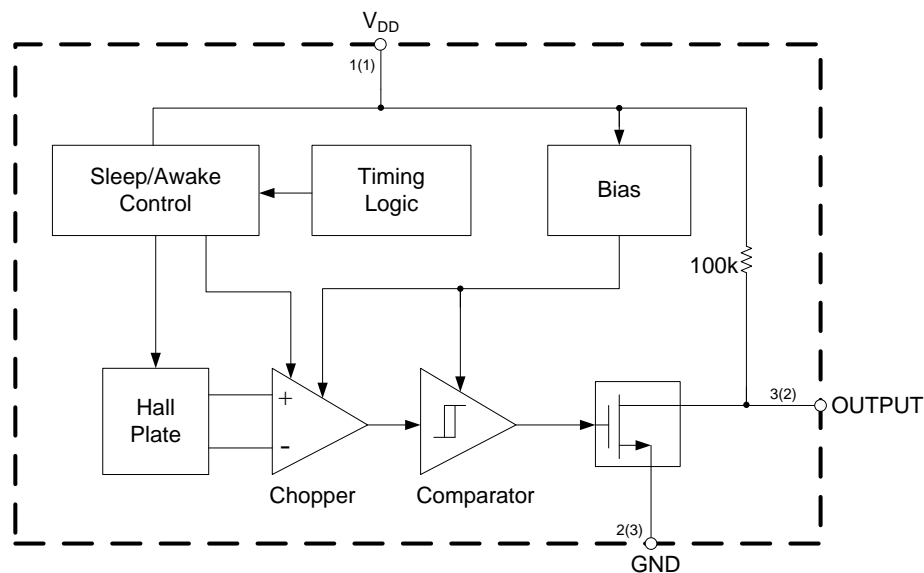 VDD
1(1)
Sleep/Awake
Control
Timing
Logic
Bias
100k
Hall
Plate
+
-
3(2)
OUTPUT
Chopper
Comparator
2(3)
GND